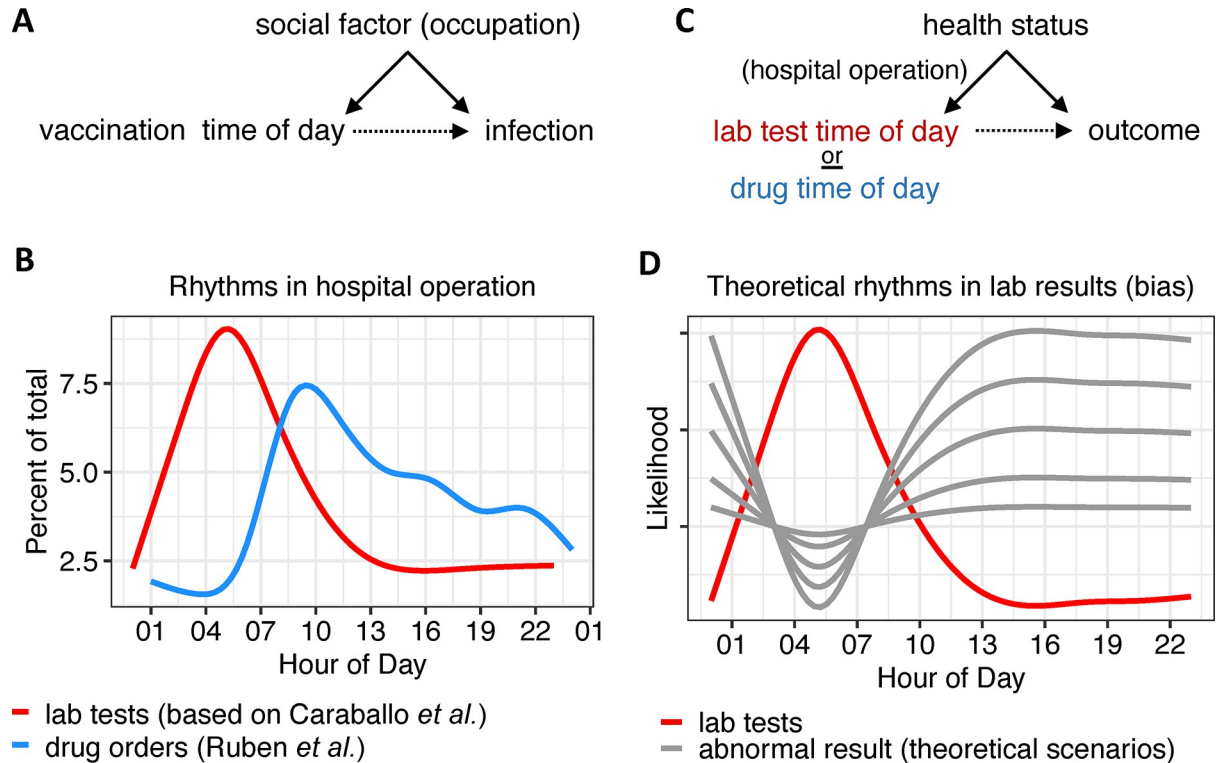 A
social factor (occupation)
vaccination time of day
infection
C
health status
(hospital operation)
lab test time of day
outcome
or
drug time of day
B
Rhythms in hospital operation
Percent of total
7.5
5.0
2.5
01 04 07 10 13 16 19 22 01
Hour of Day
lab tests (based on Caraballo et al.)
drug orders (Ruben et al.)
D
Theoretical rhythms in lab results (bias)
Likelihood
01 04 07 10 13 16 19 22
Hour of Day
lab tests
abnormal result (theoretical scenarios)